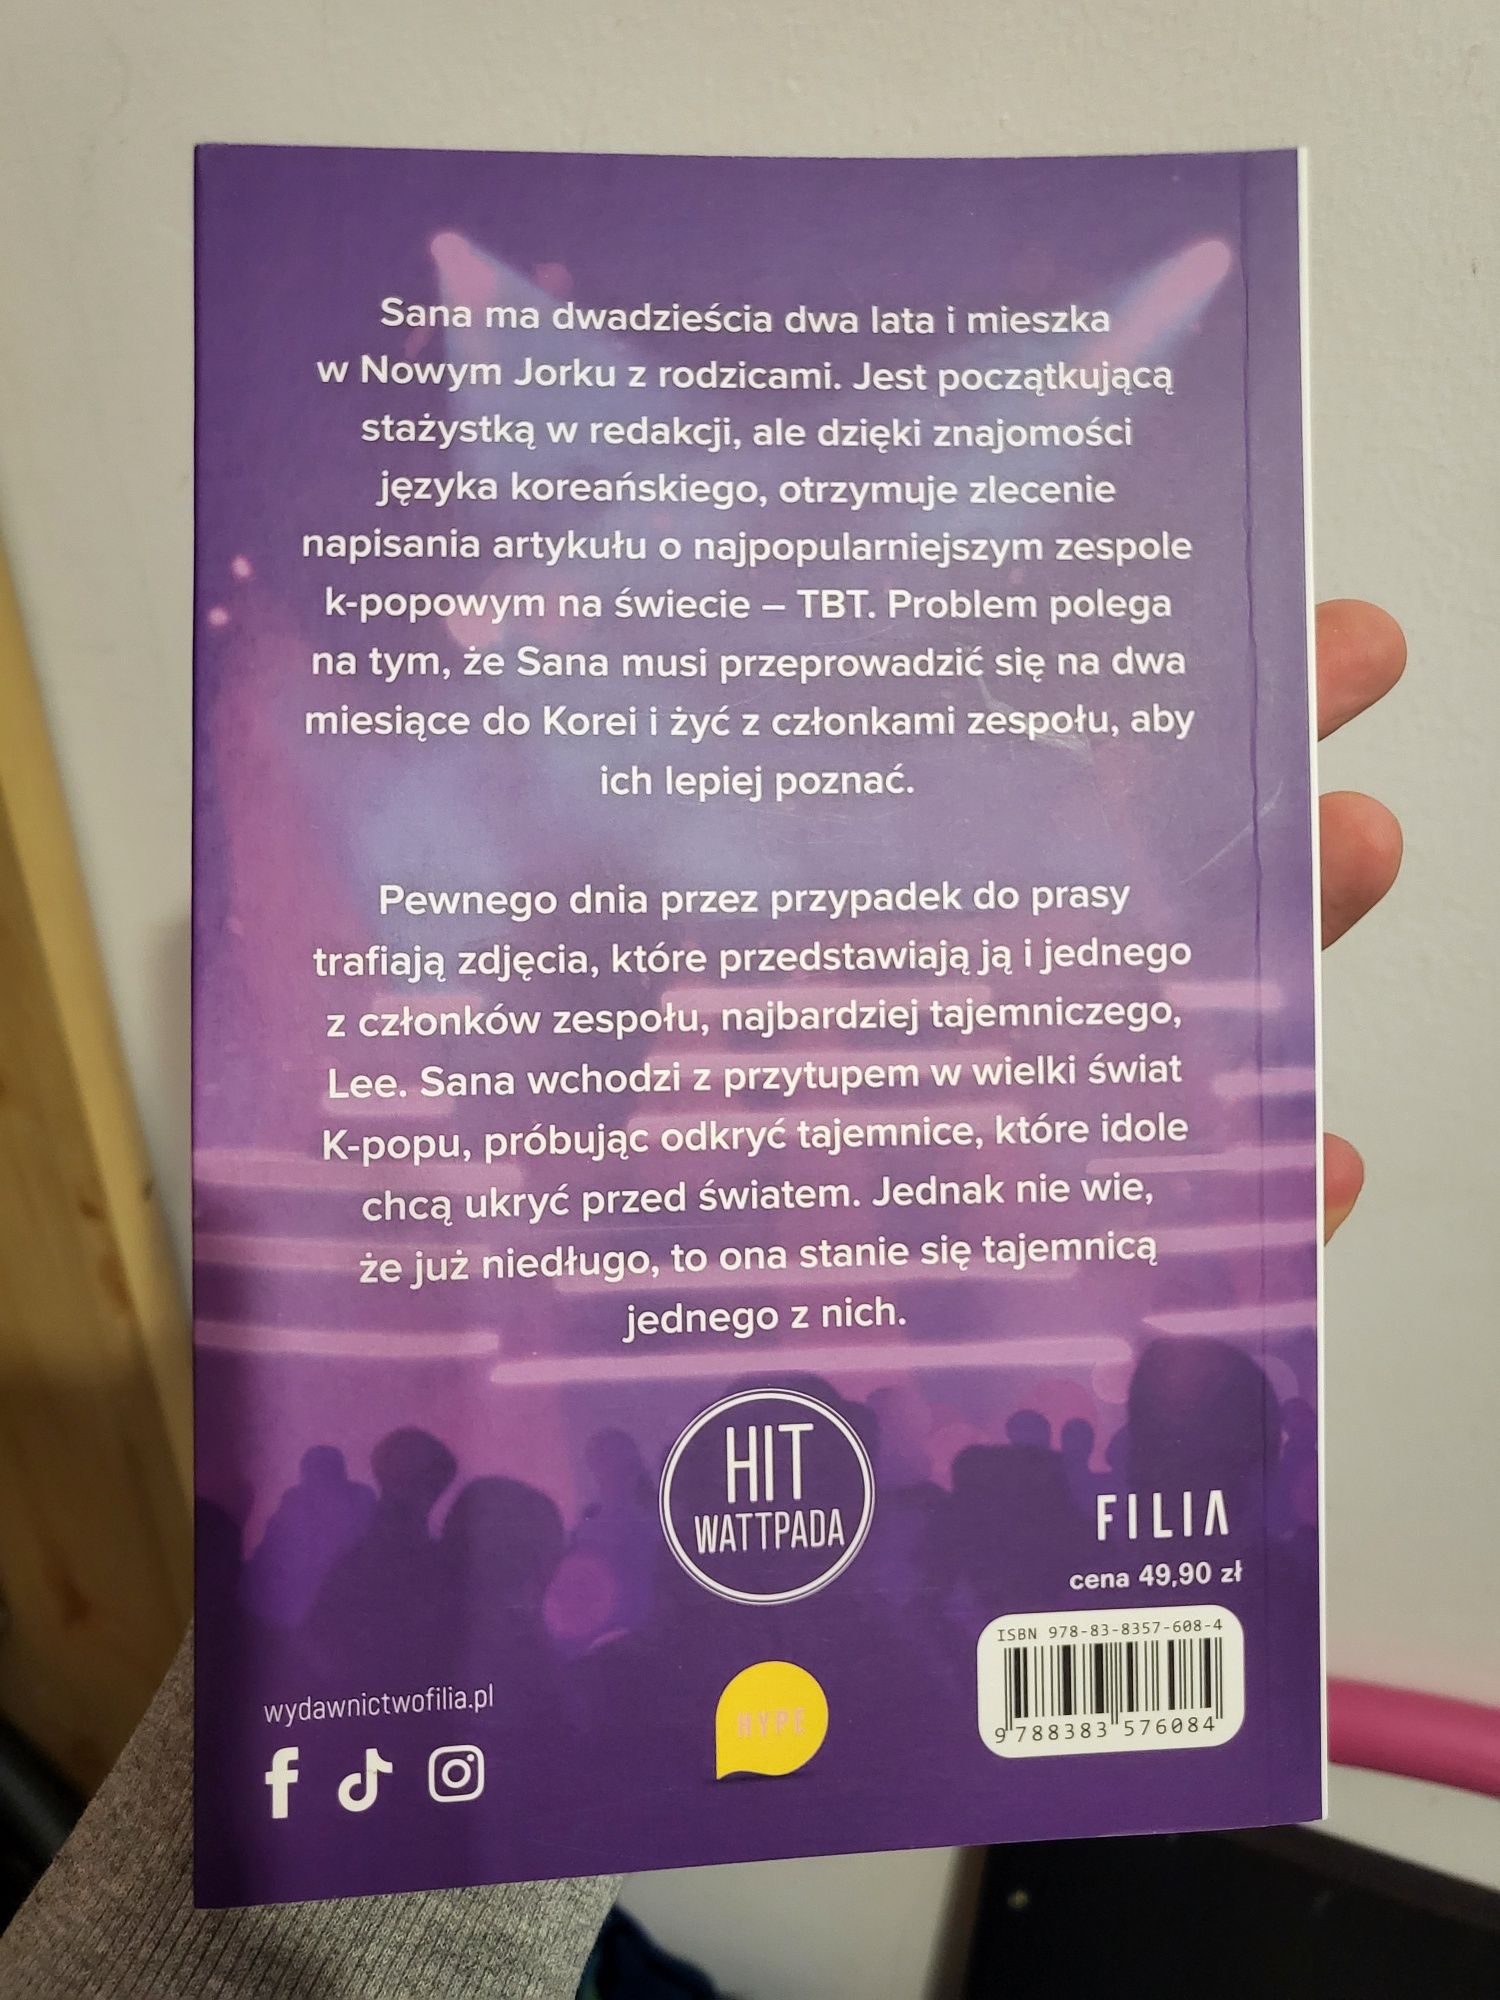 Sana ma dwadzieścia dwa lata i mieszka
w Nowym Jorku z rodzicami. Jest początkującą
stażystką w redakcji, ale dzięki znajomości
języka koreańskiego, otrzymuje zlecenie
napisania artykułu o najpopularniejszym zespole
k-popowym na świecie – TBT. Problem polega
na tym, że Sana musi przeprowadzić się na dwa
miesiące do Korei i żyć z członkami zespołu, aby
ich lepiej poznać.
Pewnego dnia przez przypadek do prasy
trafiają zdjęcia, które przedstawiają ją i jednego
z członków zespołu, najbardziej tajemniczego,
Lee. Sana wchodzi z przytupem w wielki świat
K-popu, próbując odkryć tajemnice, które idole
chcą ukryć przed światem. Jednak nie wie,
że już niedługo, to ona stanie się tajemnicą
jednego z nich.
HIT
WATTPADA
FILIA
cena 49,90 zł
ISBN 978-83-8357-608-4
9 788383 576084
wydawnictwofilia.pl
HYPE